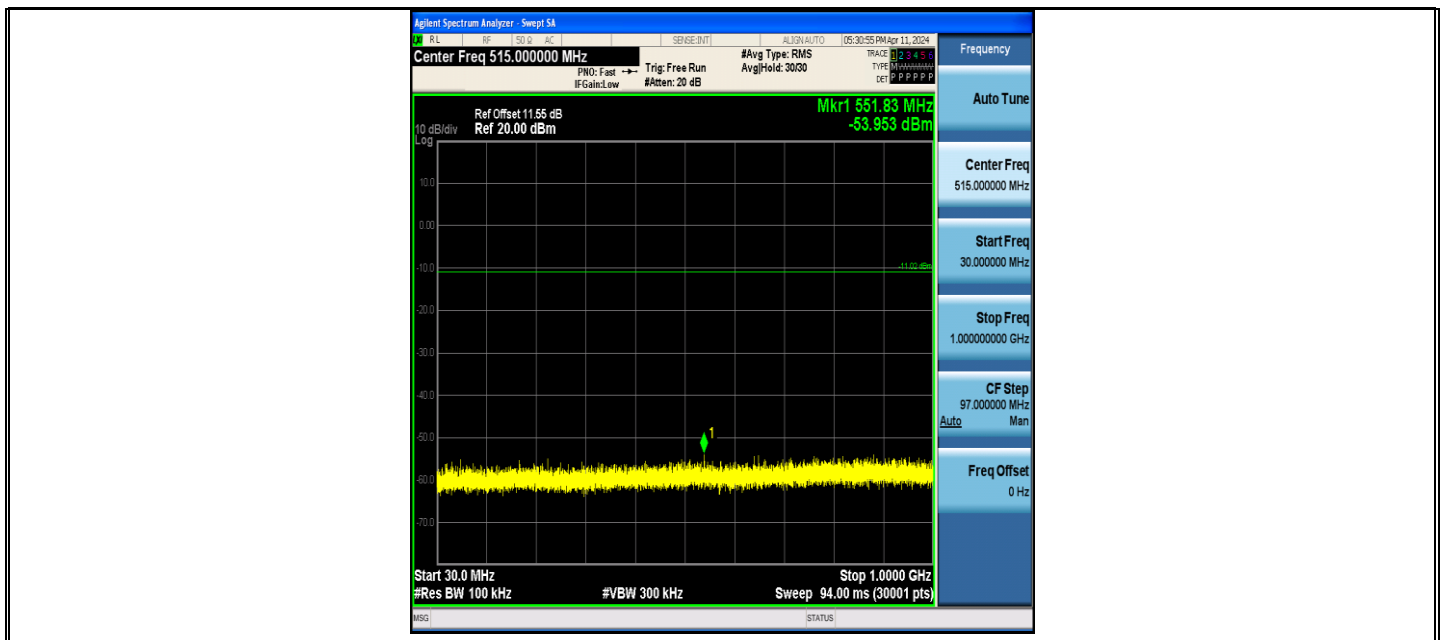 Agilent Spectrum Analyzer - Swept SA
RL RF 50 Ω AC SENSE:INT ALIGN AUTO 05:30:55 PM Apr 11, 2024
Center Freq 515.000000 MHz
PNO: Fast
IFGain:Low
Trig: Free Run
#Atten: 20 dB
#Avg Type: RMS
Avg|Hold: 30/30
TRACE 1 2 3 4 5 6
TYPE M
DET P P P P P P
Mkr1 551.83 MHz
-53.953 dBm
Ref Offset 11.55 dB
10 dB/div Ref 20.00 dBm
Log
10.0
0.00
-10.0
-11.02 dBm
-20.0
-30.0
-40.0
-50.0
1
-60.0
-70.0
Start 30.0 MHz Stop 1.0000 GHz
#Res BW 100 kHz #VBW 300 kHz Sweep 94.00 ms (30001 pts)
MSG STATUS
Frequency
Auto Tune
Center Freq
515.000000 MHz
Start Freq
30.000000 MHz
Stop Freq
1.000000000 GHz
CF Step
97.000000 MHz
Auto Man
Freq Offset
0 Hz